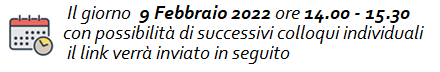 Il giorno 9 Febbraio 2022 ore 14.00 - 15.30
con possibilità di successivi colloqui individuali
il link verrà inviato in seguito